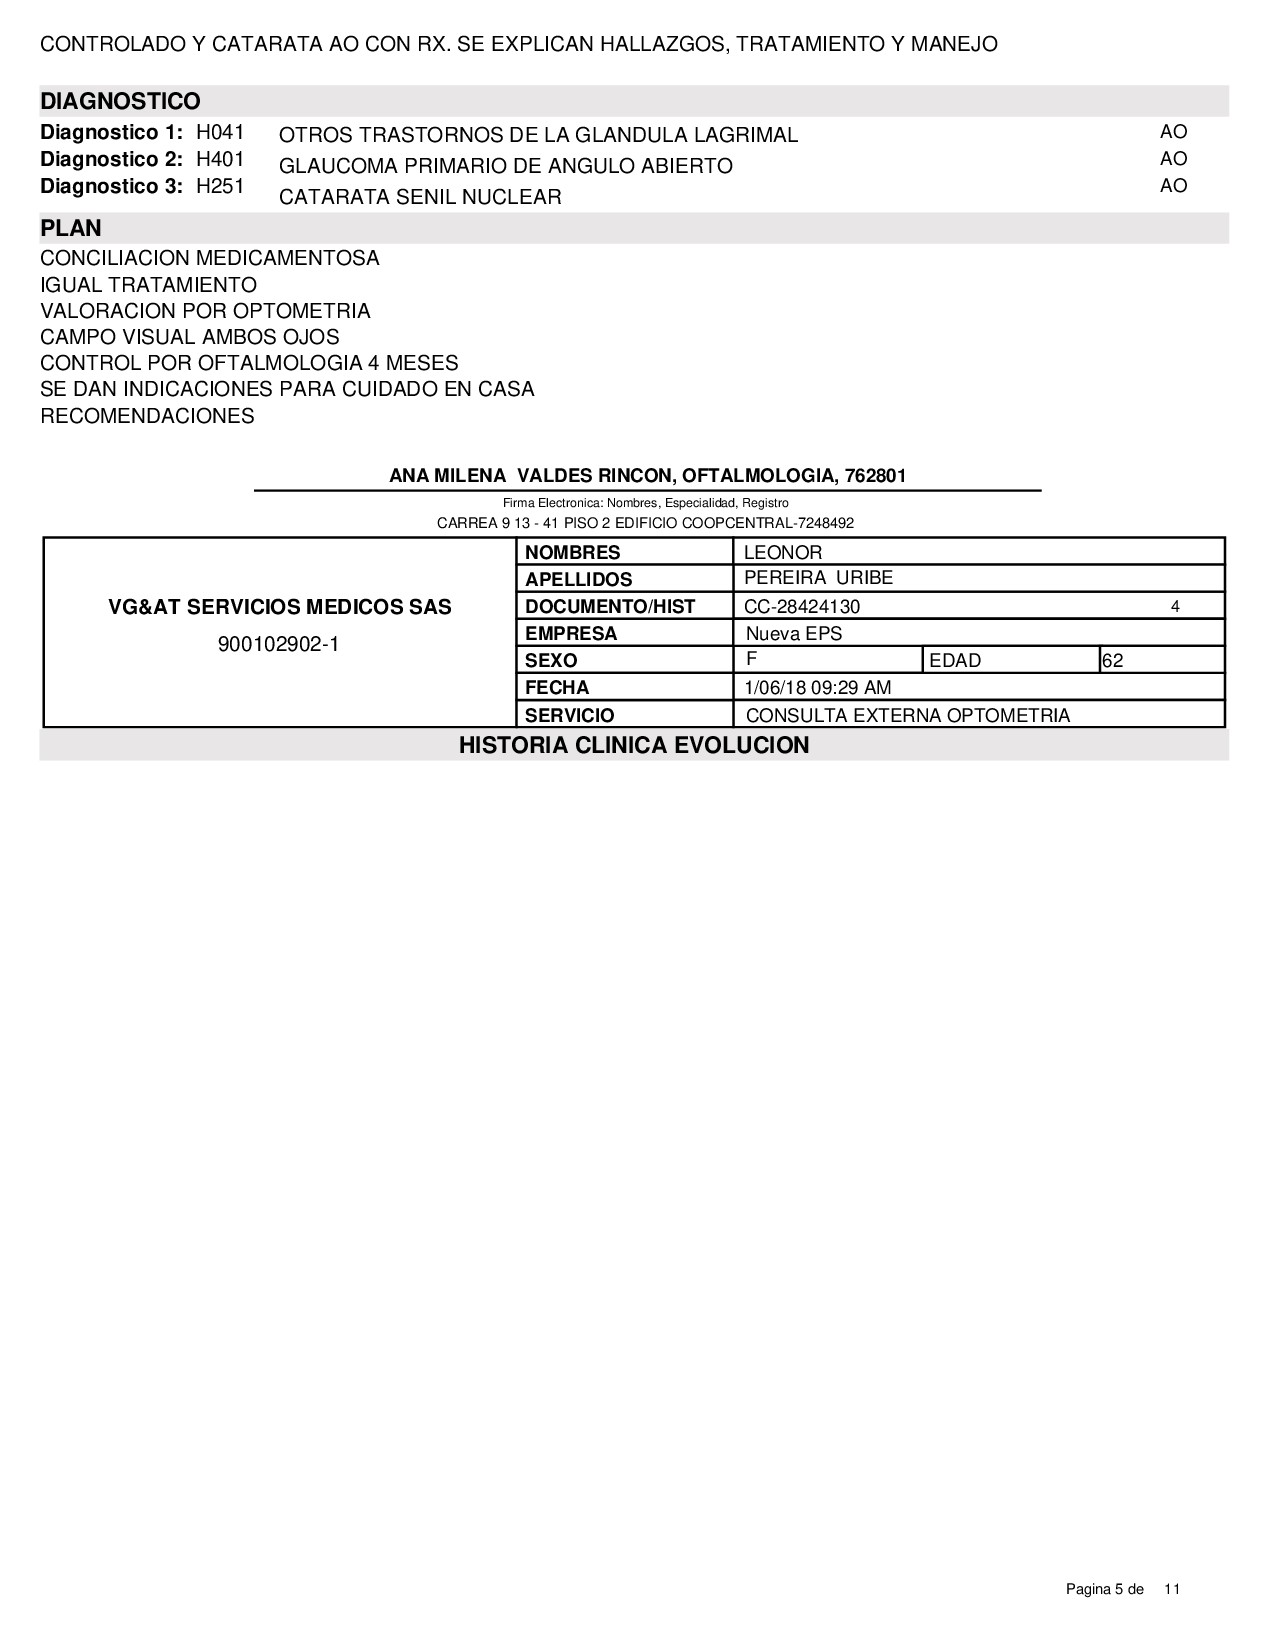 CONTROLADO Y CATARATA AO CON RX. SE EXPLICAN HALLAZGOS, TRATAMIENTO Y MANEJO
DIAGNOSTICO
Diagnostico 1: H041 OTROS TRASTORNOS DE LA GLANDULA LAGRIMAL AO
Diagnostico 2: H401 GLAUCOMA PRIMARIO DE ANGULO ABIERTO AO
Diagnostico 3: H251 CATARATA SENIL NUCLEAR AO
PLAN
CONCILIACION MEDICAMENTOSA
IGUAL TRATAMIENTO
VALORACION POR OPTOMETRIA
CAMPO VISUAL AMBOS OJOS
CONTROL POR OFTALMOLOGIA 4 MESES
SE DAN INDICACIONES PARA CUIDADO EN CASA
RECOMENDACIONES
ANA MILENA VALDES RINCON, OFTALMOLOGIA, 762801
Firma Electronica: Nombres, Especialidad, Registro
CARREA 9 13 - 41 PISO 2 EDIFICIO COOPCENTRAL-7248492
VG&AT SERVICIOS MEDICOS SAS
900102902-1
NOMBRES LEONOR
APELLIDOS PEREIRA URIBE
DOCUMENTO/HIST CC-28424130 4
EMPRESA Nueva EPS
SEXO F EDAD 62
FECHA 1/06/18 09:29 AM
SERVICIO CONSULTA EXTERNA OPTOMETRIA
HISTORIA CLINICA EVOLUCION
Pagina 5 de 11